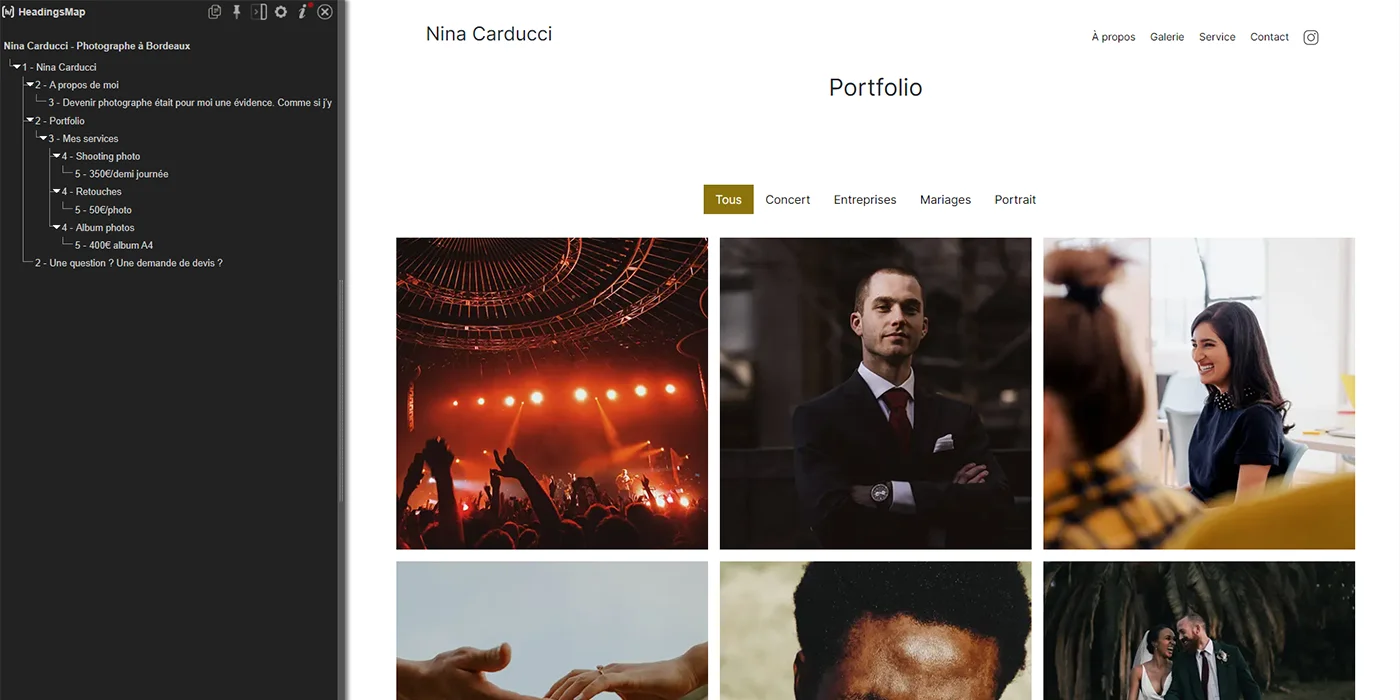 HeadingsMap
Nina Carducci - Photographe à Bordeaux
1 - Nina Carducci
2 - A propos de moi
3 - Devenir photographe était pour moi une évidence. Comme si j'y
2 - Portfolio
3 - Mes services
4 - Shooting photo
5 - 350€/demi journée
4 - Retouches
5 - 50€/photo
4 - Album photos
5 - 400€ album A4
2 - Une question ? Une demande de devis ?
Nina Carducci
À propos Galerie Service Contact
Portfolio
Tous Concert Entreprises Mariages Portrait